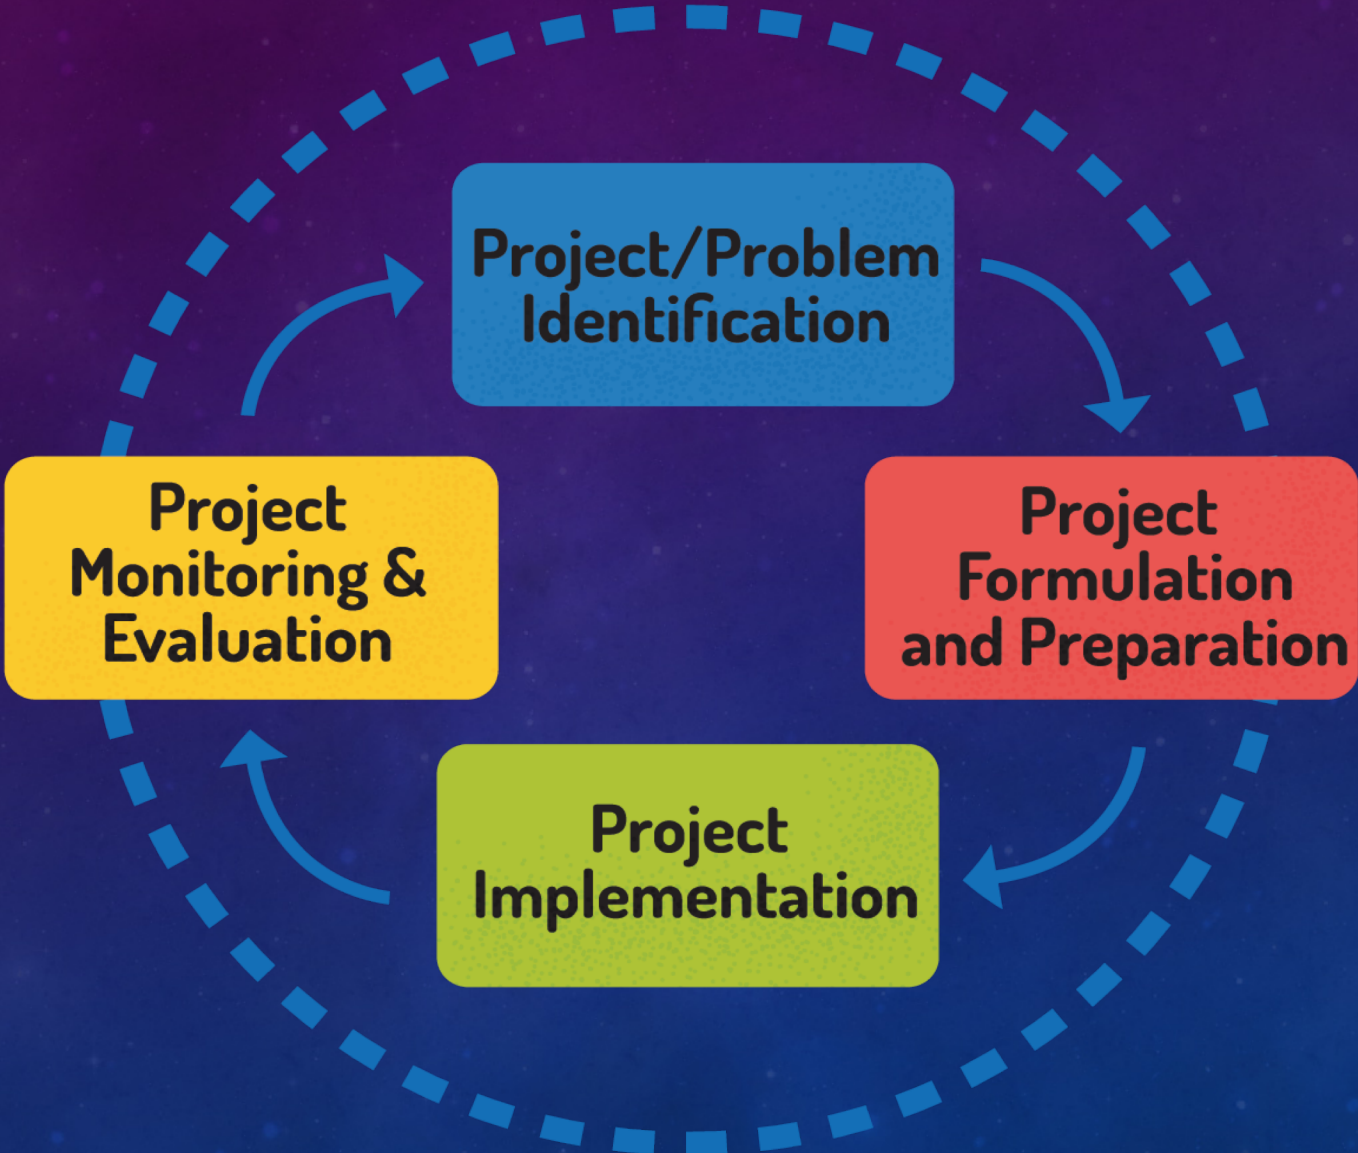 Project/Problem
Identification
Project
Formulation
and Preparation
Project
Implementation
Project
Monitoring &
Evaluation